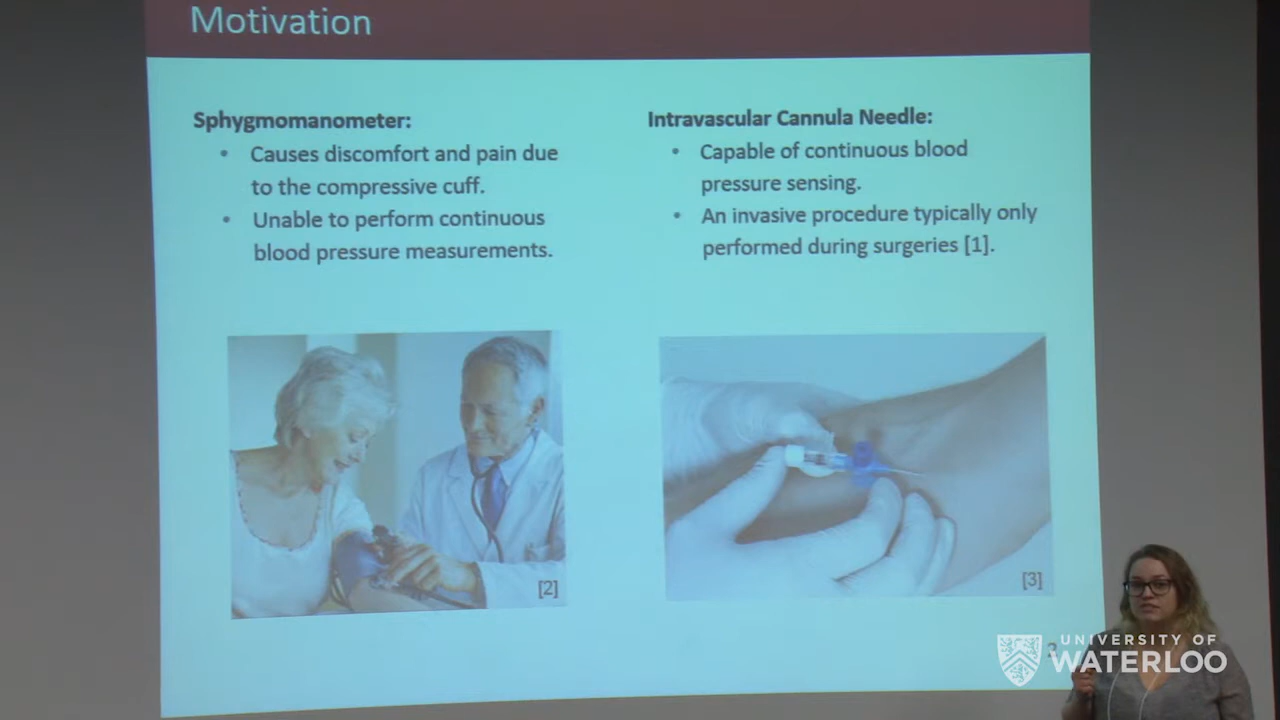 Motivation
Sphygmomanometer:
• Causes discomfort and pain due
to the compressive cuff.
• Unable to perform continuous
blood pressure measurements.
[2]
Intravascular Cannula Needle:
• Capable of continuous blood
pressure sensing.
• An invasive procedure typically only
performed during surgeries [1].
[3]
UNIVERSITY OF
WATERLOO